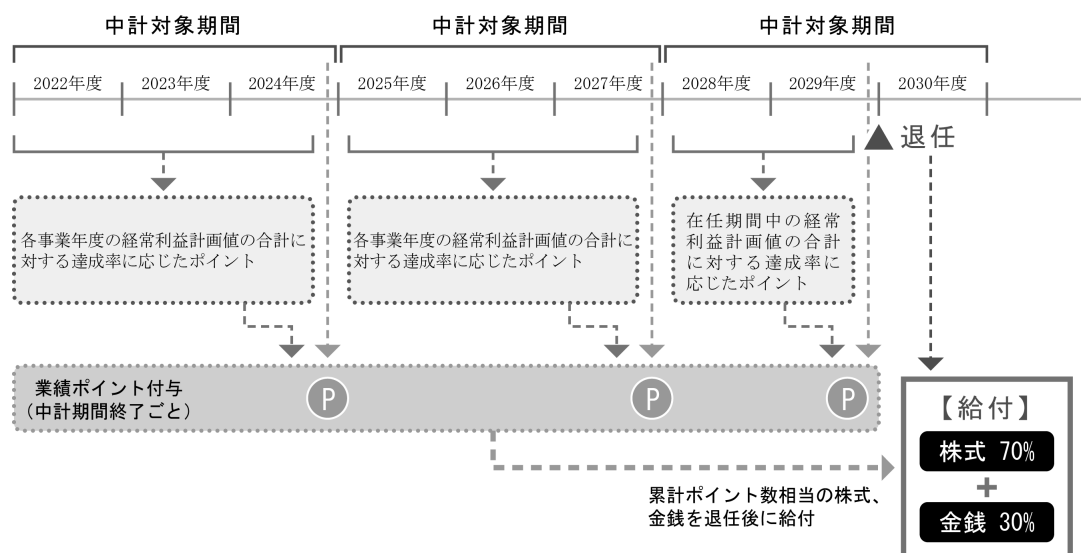 中計対象期間
中計対象期間
中計対象期間
2022年度
2023年度
2024年度
2025年度
2026年度
2027年度
2028年度
2029年度
2030年度
▲退任
各事業年度の経常利益計画値の合計に
対する達成率に応じたポイント
各事業年度の経常利益計画値の合計に
対する達成率に応じたポイント
在任期間中の経常
利益計画値の合計
に対する達成率に
応じたポイント
業績ポイント付与
(中計期間終了ごと)
P
P
P
【給付】
株式 70%
+
金銭 30%
累計ポイント数相当の株式、
金銭を退任後に給付